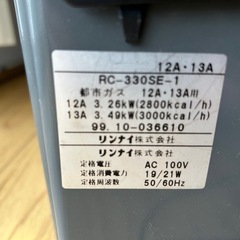 12A・13A
RC-330SE-1
都市ガス 12A・13A用
12A 3.26kW(2800kcal/h)
13A 3.49kW(3000kcal/h)
99.10-036610
リンナイ株式会社
リンナイ株式会社
定格電圧 AC 100V
定格消費電力 19/21W
定格周波数 50/60Hz